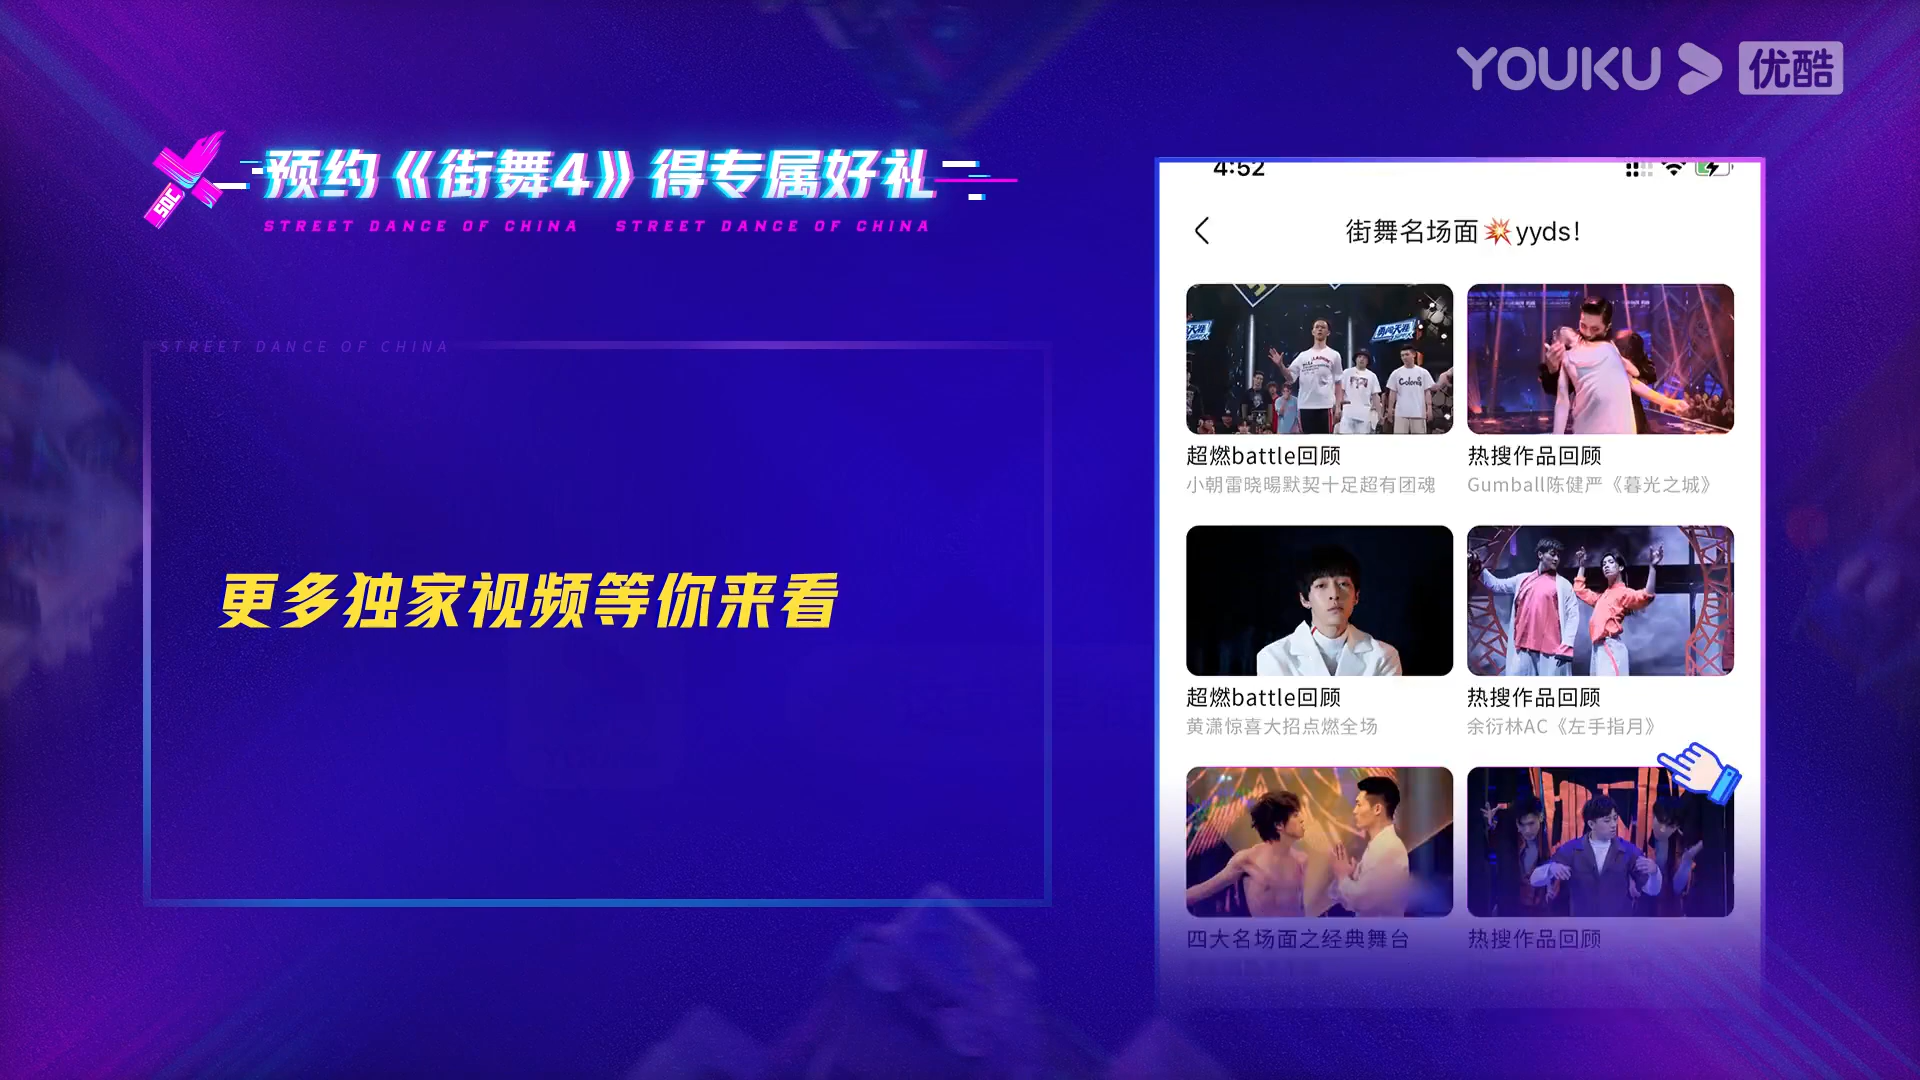 YOUKU 优酷
SDC
预约《街舞4》得专属好礼
STREET DANCE OF CHINA STREET DANCE OF CHINA
STREET DANCE OF CHINA
更多独家视频等你来看
4:52
街舞名场面💥yyds!
超燃battle回顾
小朝雷晓暘默契十足超有团魂
热搜作品回顾
Gumball陈健严《暮光之城》
超燃battle回顾
黄潇惊喜大招点燃全场
热搜作品回顾
余衍林AC《左手指月》
四大名场面之经典舞台
热搜作品回顾